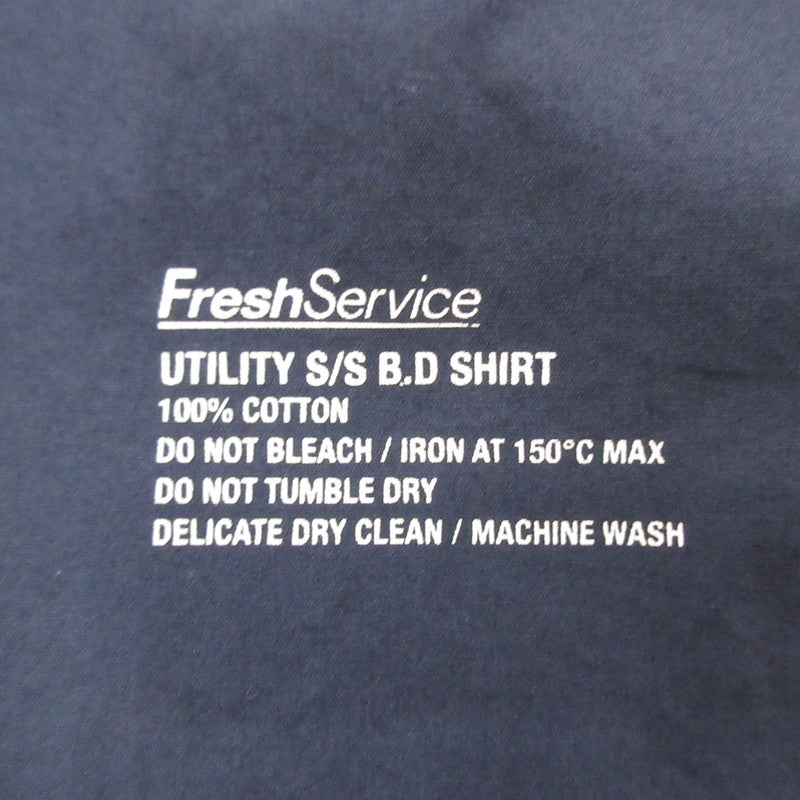 FreshService
UTILITY S/S B.D SHIRT
100% COTTON
DO NOT BLEACH / IRON AT 150°C MAX
DO NOT TUMBLE DRY
DELICATE DRY CLEAN / MACHINE WASH